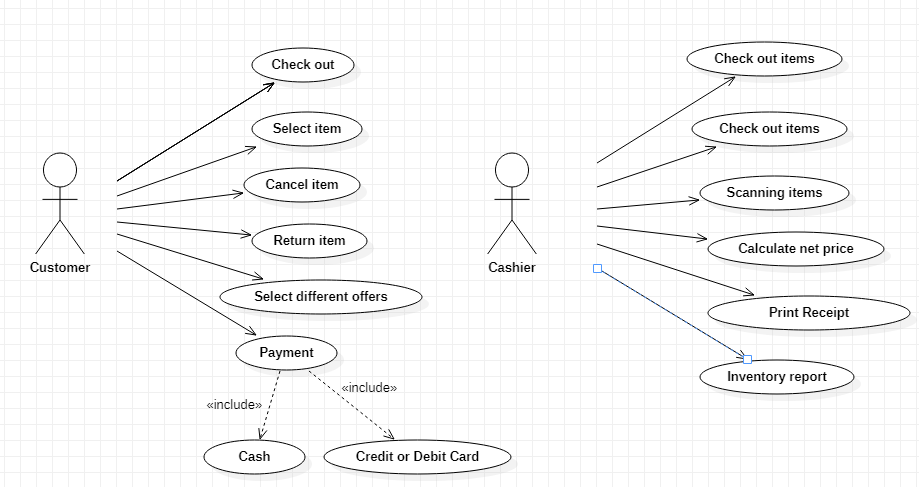 Check out
Select item
Cancel item
Return item
Customer
Select different offers
Payment
«include»
«include»
Cash
Credit or Debit Card
Check out items
Check out items
Scanning items
Calculate net price
Cashier
Print Receipt
Inventory report